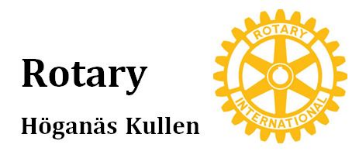 Rotary
Höganäs Kullen
ROTARY
INTERNATIONAL